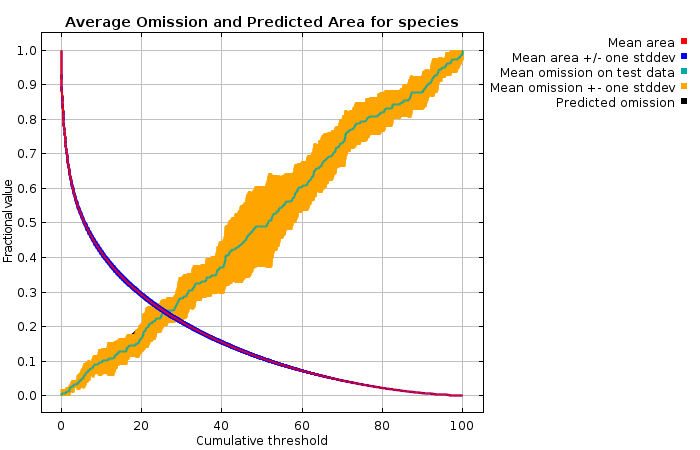 Average Omission and Predicted Area for species
Mean area
Mean area +/- one stddev
Mean omission on test data
Mean omission +- one stddev
Predicted omission
Fractional value
1.0
0.9
0.8
0.7
0.6
0.5
0.4
0.3
0.2
0.1
0.0
0 20 40 60 80 100
Cumulative threshold